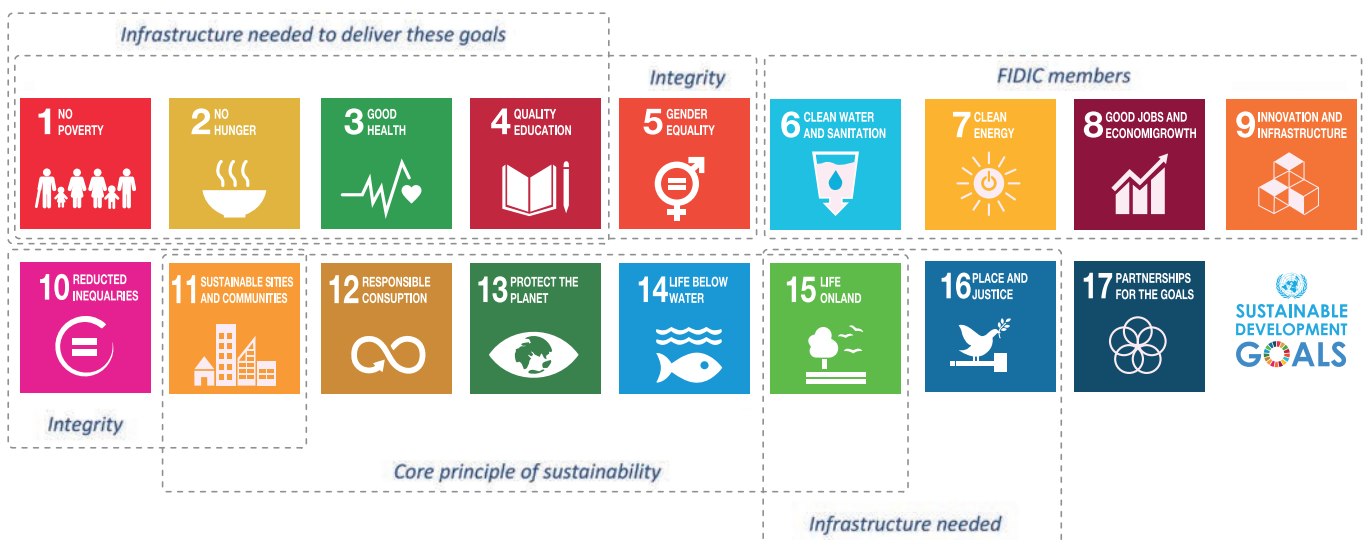 Infrastructure needed to deliver these goals
Integrity
FIDIC members
1 NO
POVERTY
2 NO
HUNGER
3 GOOD
HEALTH
4 QUALITY
EDUCATION
5 GENDER
EQUALITY
6 CLEAN WATER
AND SANITATION
7 CLEAN
ENERGY
8 GOOD JOBS AND
ECONOMIGROWTH
9 INNOVATION AND
INFRASTRUCTURE
10 REDUCTED
INEQUALRIES
11 SUSTAINABLE SITIES
AND COMMUNITIES
12 RESPONSIBLE
CONSUPTION
13 PROTECT THE
PLANET
14 LIFE BELOW
WATER
15 LIFE
ONLAND
16 PLACE AND
JUSTICE
17 PARTNERSHIPS
FOR THE GOALS
SUSTAINABLE
DEVELOPMENT
GOALS
Integrity
Core principle of sustainability
Infrastructure needed